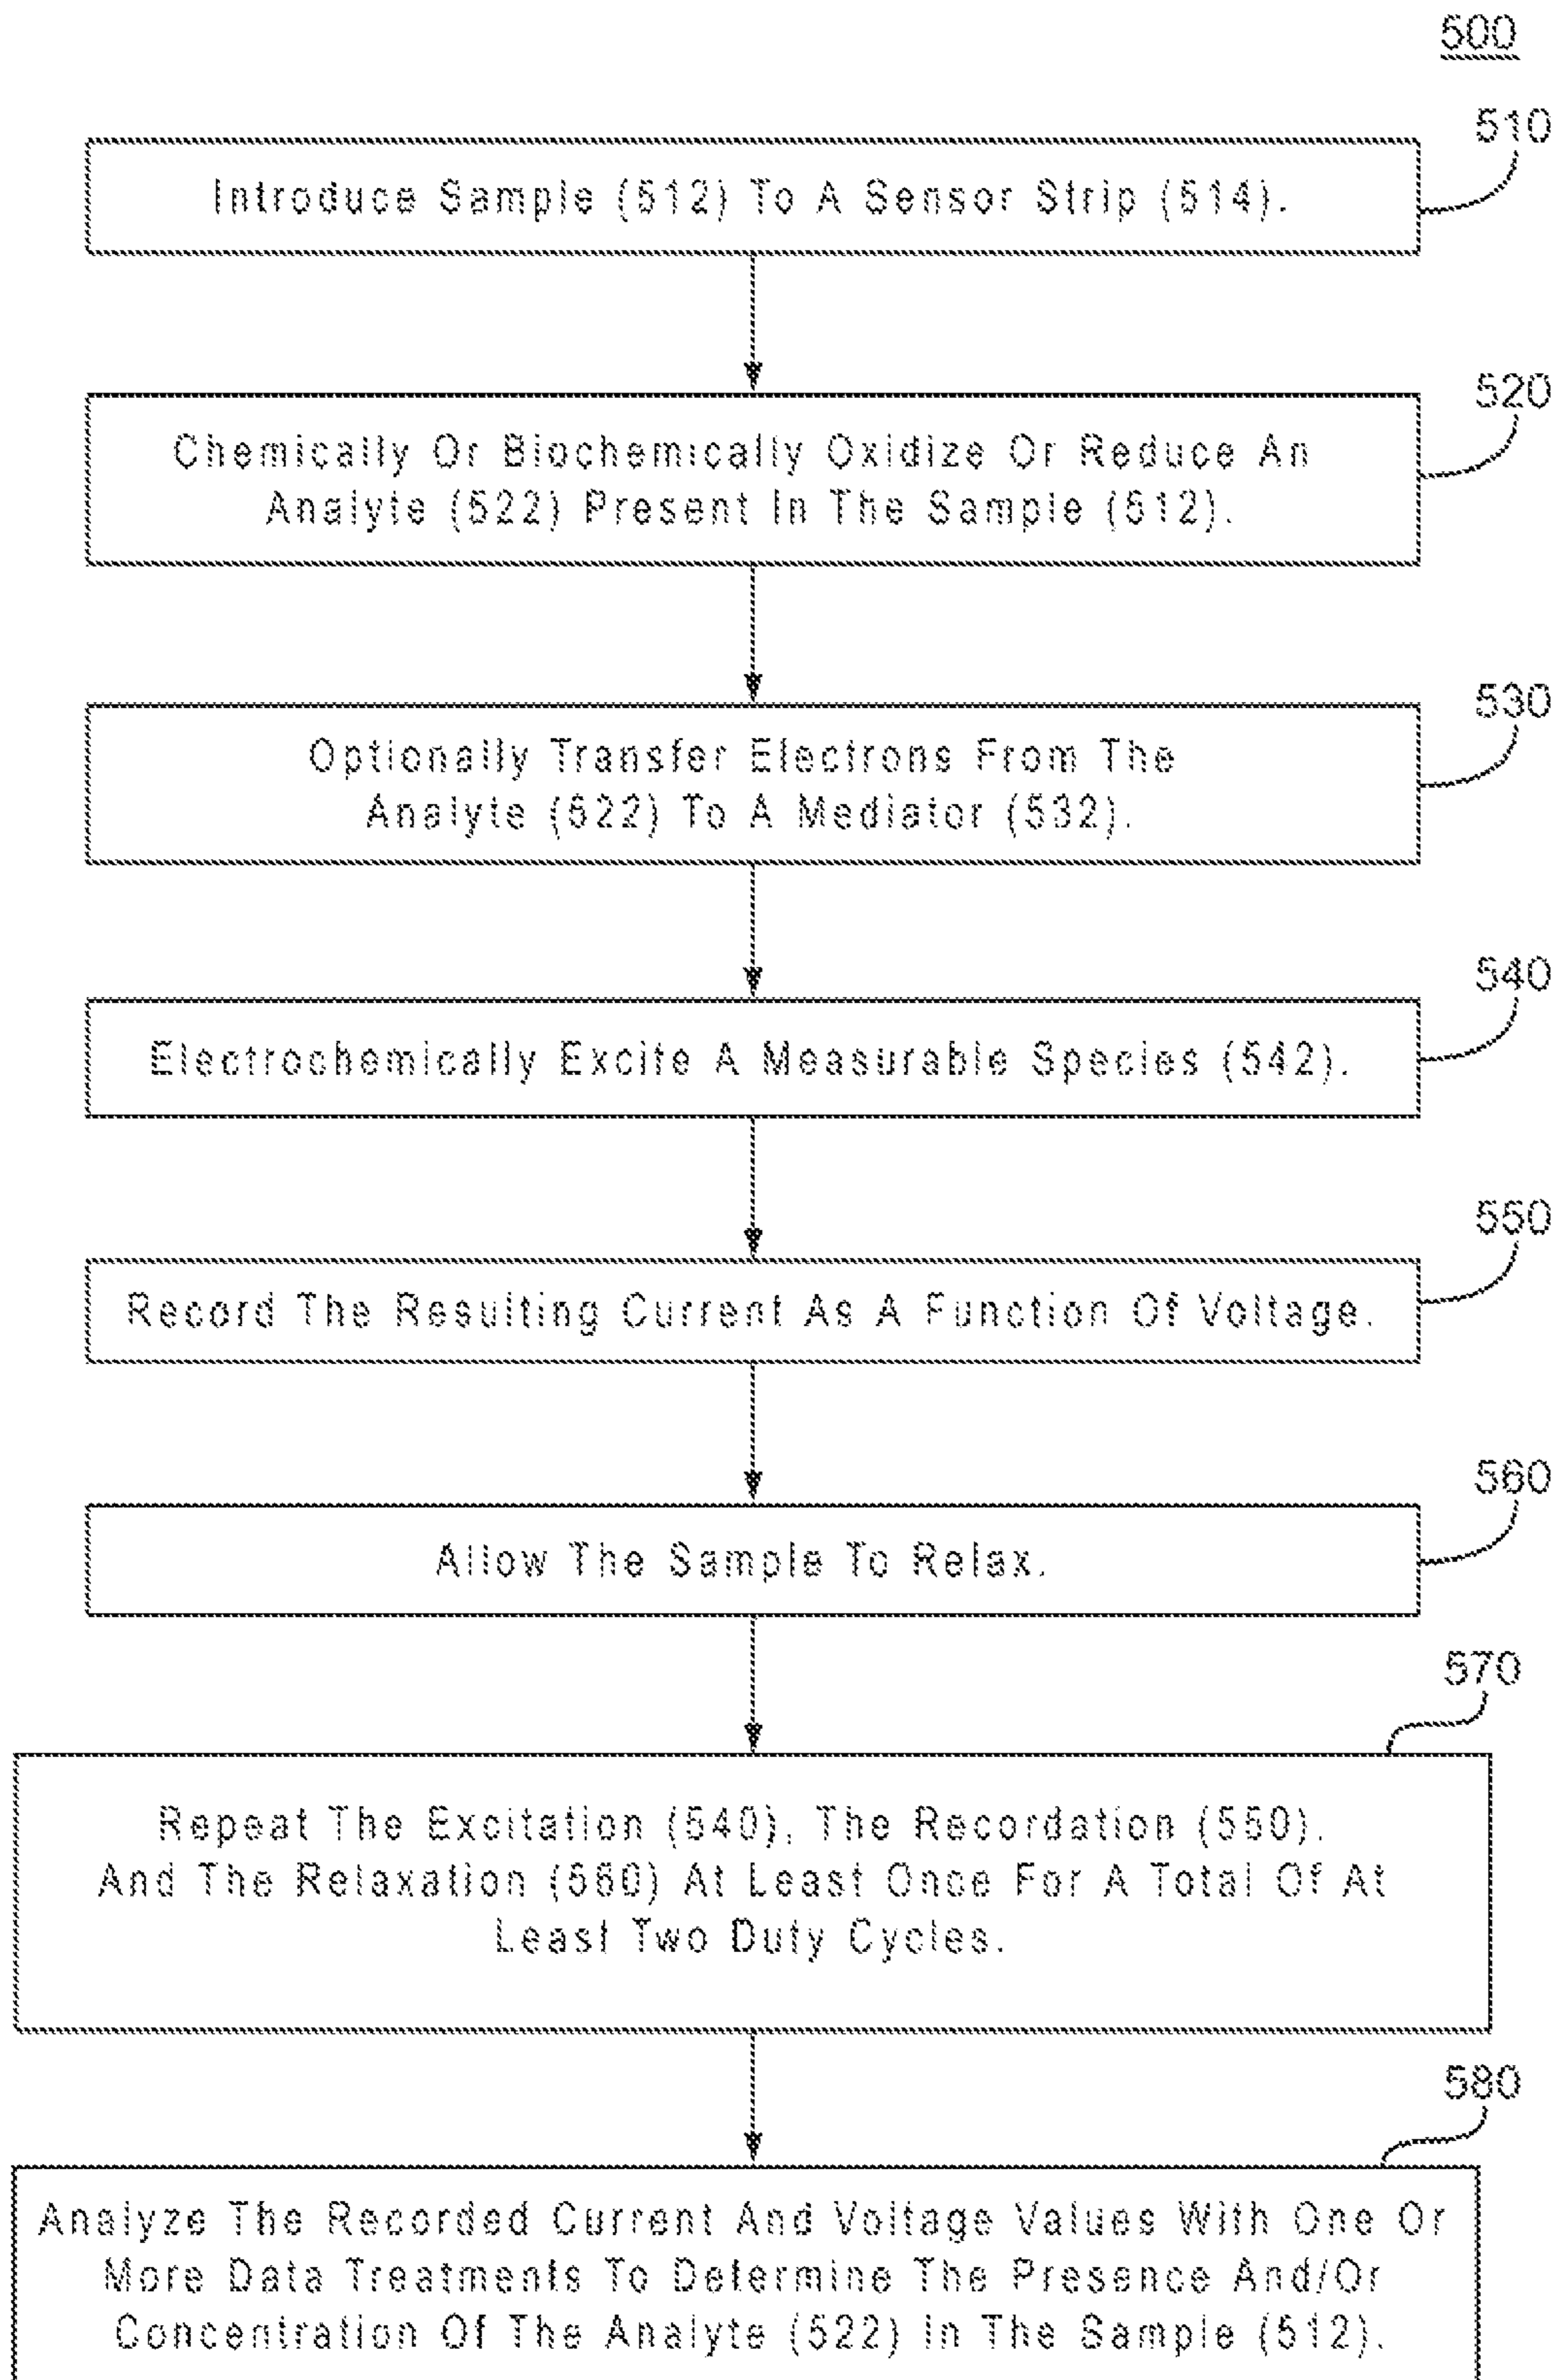 500
510
Introduce Sample (512) To A Sensor Strip (514).
520
Chemically Or Biochemically Oxidize Or Reduce An
Analyte (522) Present In The Sample (512).
530
Optionally Transfer Electrons From The
Analyte (522) To A Mediator (532).
540
Electrochemically Excite A Measurable Species (542).
550
Record The Resulting Current As A Function Of Voltage.
560
Allow The Sample To Relax.
570
Repeat The Excitation (540), The Recordation (550).
And The Relaxation (560) At Least Once For A Total Of At
Least Two Duty Cycles.
580
Analyze The Recorded Current And Voltage Values With One Or
More Data Treatments To Determine The Presence And/Or
Concentration Of The Analyte (522) In The Sample (512).